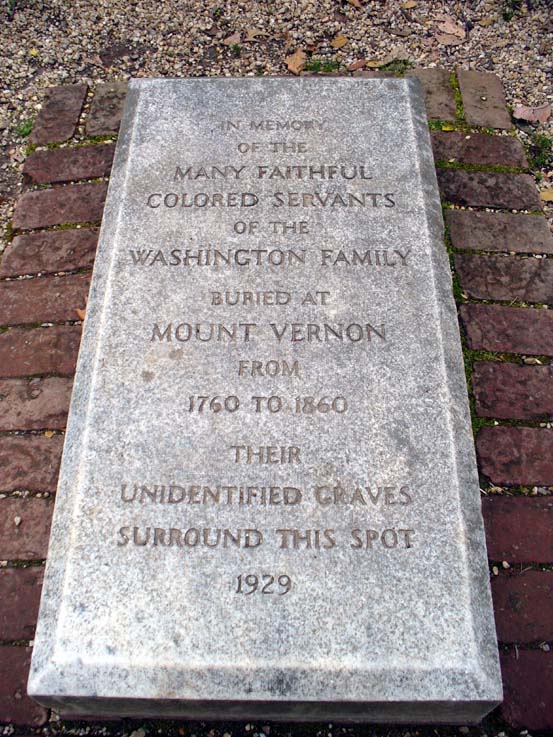 IN MEMORY
OF THE
MANY FAITHFUL
COLORED SERVANTS
OF THE
WASHINGTON FAMILY
BURIED AT
MOUNT VERNON
FROM
1760 TO 1860
THEIR
UNIDENTIFIED GRAVES
SURROUND THIS SPOT
1929